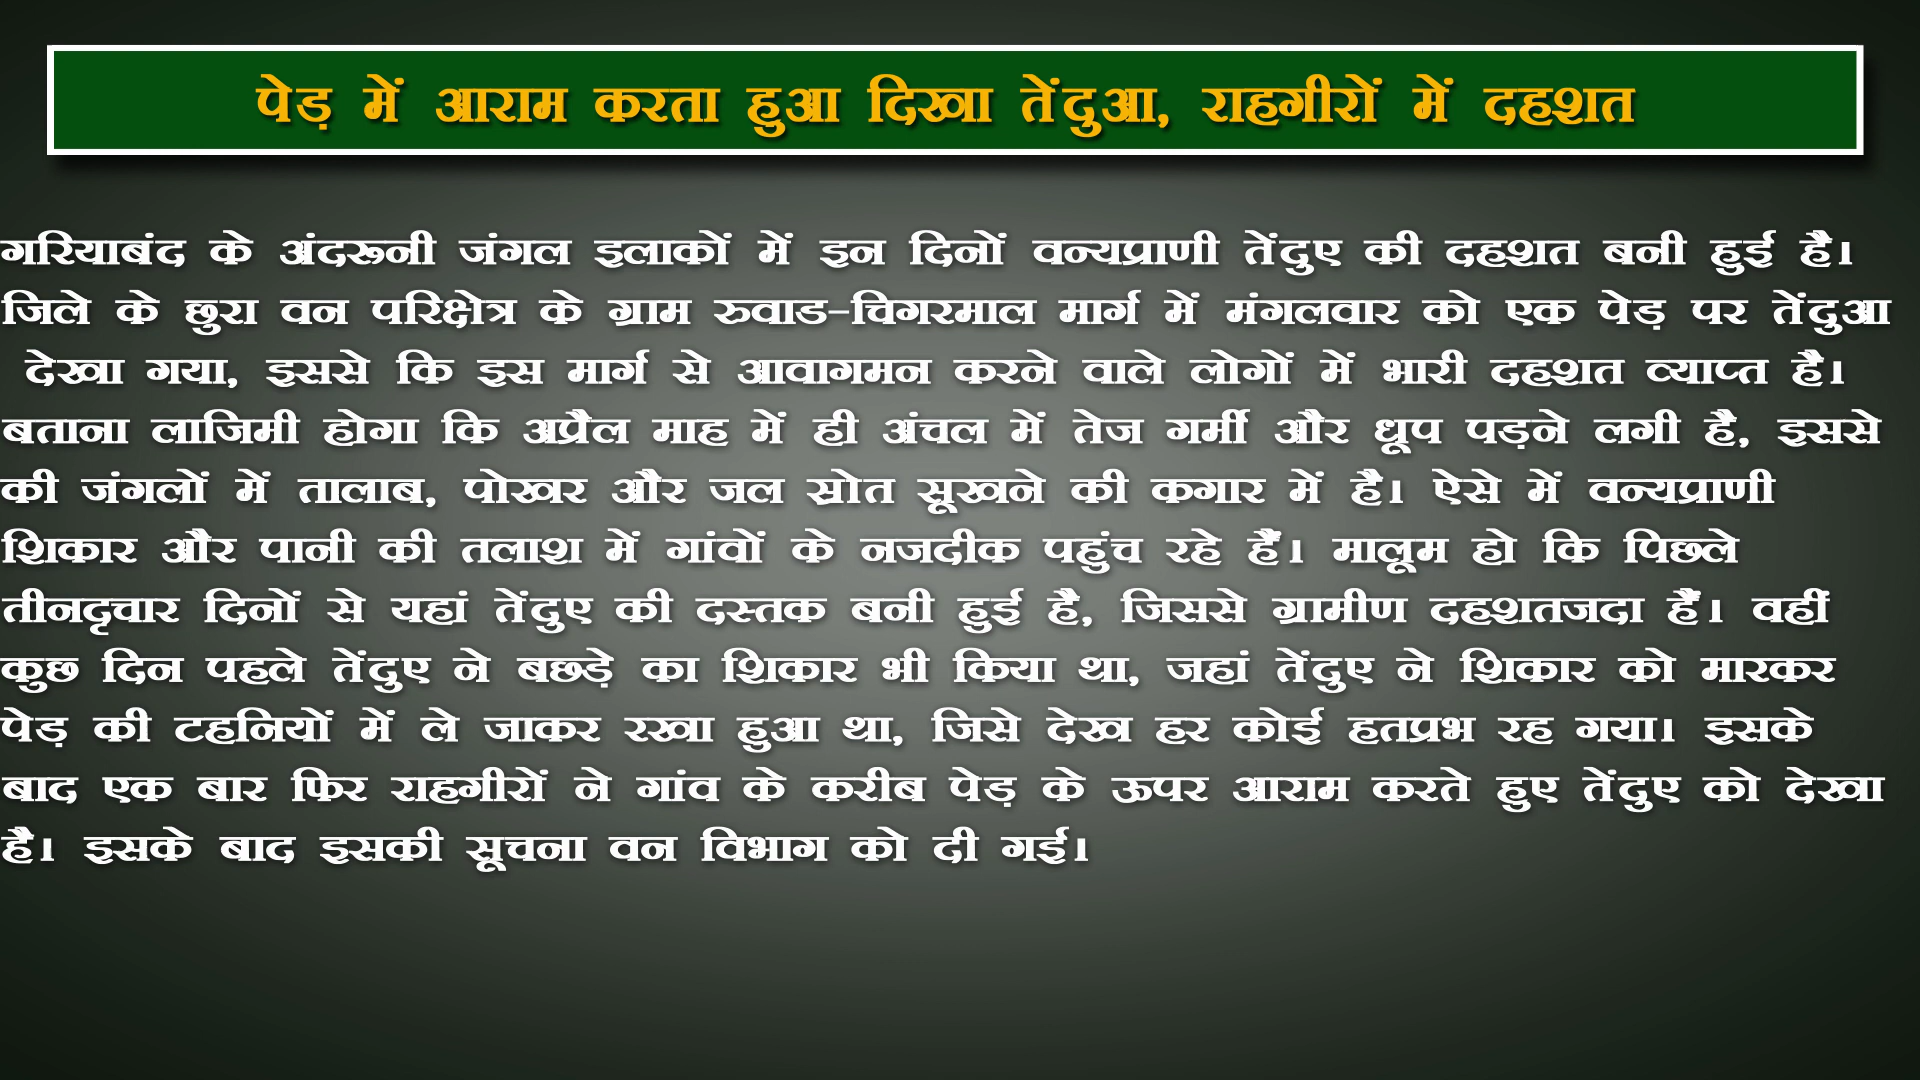 पेड़ में आराम करता हुआ दिखा तेंदुआ, राहगीरों में दहशत
गरियाबंद के अंदरूनी जंगल इलाकों में इन दिनों वन्यप्राणी तेंदुए की दहशत बनी हुई है।
जिले के छुरा वन परिक्षेत्र के ग्राम रुवाड-चिगरमाल मार्ग में मंगलवार को एक पेड़ पर तेंदुआ
देखा गया, इससे कि इस मार्ग से आवागमन करने वाले लोगों में भारी दहशत व्याप्त है।
बताना लाजिमी होगा कि अप्रैल माह में ही अंचल में तेज गर्मी और धूप पड़ने लगी है, इससे
की जंगलों में तालाब, पोखर और जल स्रोत सूखने की कगार में है। ऐसे में वन्यप्राणी
शिकार और पानी की तलाश में गांवों के नजदीक पहुंच रहे हैं। मालूम हो कि पिछले
तीनदृचार दिनों से यहां तेंदुए की दस्तक बनी हुई है, जिससे ग्रामीण दहशतजदा हैं। वहीं
कुछ दिन पहले तेंदुए ने बछड़े का शिकार भी किया था, जहां तेंदुए ने शिकार को मारकर
पेड़ की टहनियों में ले जाकर रखा हुआ था, जिसे देख हर कोई हतप्रभ रह गया। इसके
बाद एक बार फिर राहगीरों ने गांव के करीब पेड़ के ऊपर आराम करते हुए तेंदुए को देखा
है। इसके बाद इसकी सूचना वन विभाग को दी गई।